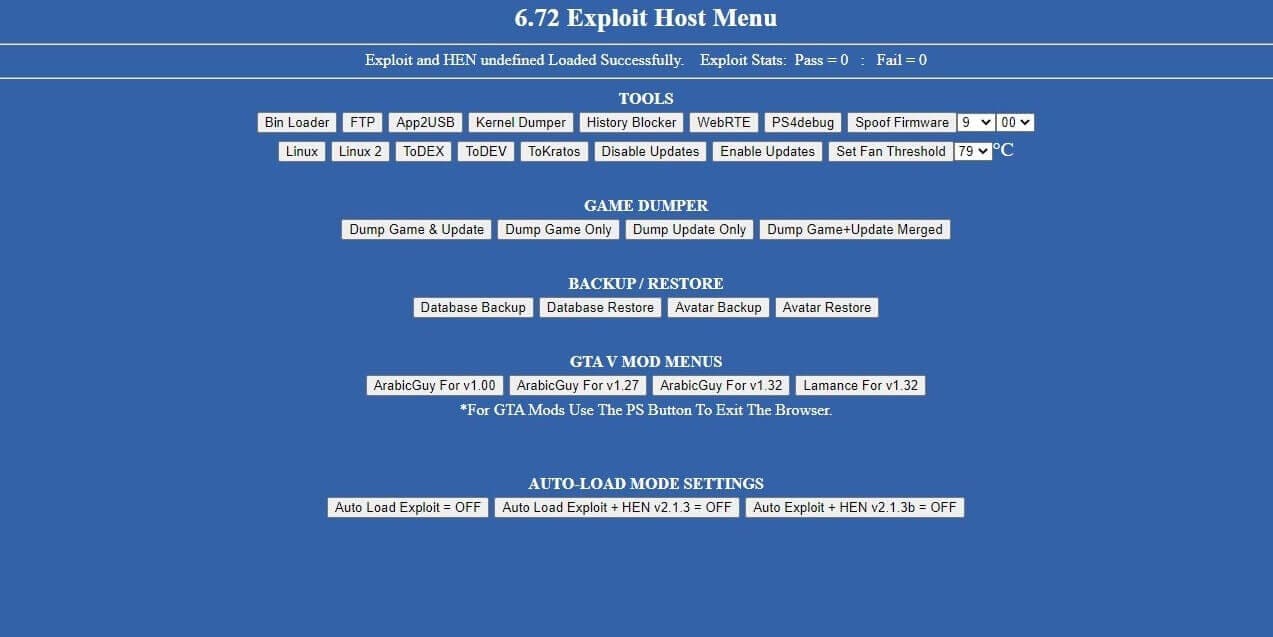 6.72 Exploit Host Menu
Exploit and HEN undefined Loaded Successfully. Exploit Stats: Pass = 0 : Fail = 0
TOOLS
Bin Loader FTP App2USB Kernel Dumper History Blocker WebRTE PS4debug Spoof Firmware 9 00
Linux Linux 2 ToDEX ToDEV ToKratos Disable Updates Enable Updates Set Fan Threshold 79 °C
GAME DUMPER
Dump Game & Update Dump Game Only Dump Update Only Dump Game+Update Merged
BACKUP / RESTORE
Database Backup Database Restore Avatar Backup Avatar Restore
GTA V MOD MENUS
ArabicGuy For v1.00 ArabicGuy For v1.27 ArabicGuy For v1.32 Lamance For v1.32
*For GTA Mods Use The PS Button To Exit The Browser.
AUTO-LOAD MODE SETTINGS
Auto Load Exploit = OFF Auto Load Exploit + HEN v2.1.3 = OFF Auto Exploit + HEN v2.1.3b = OFF